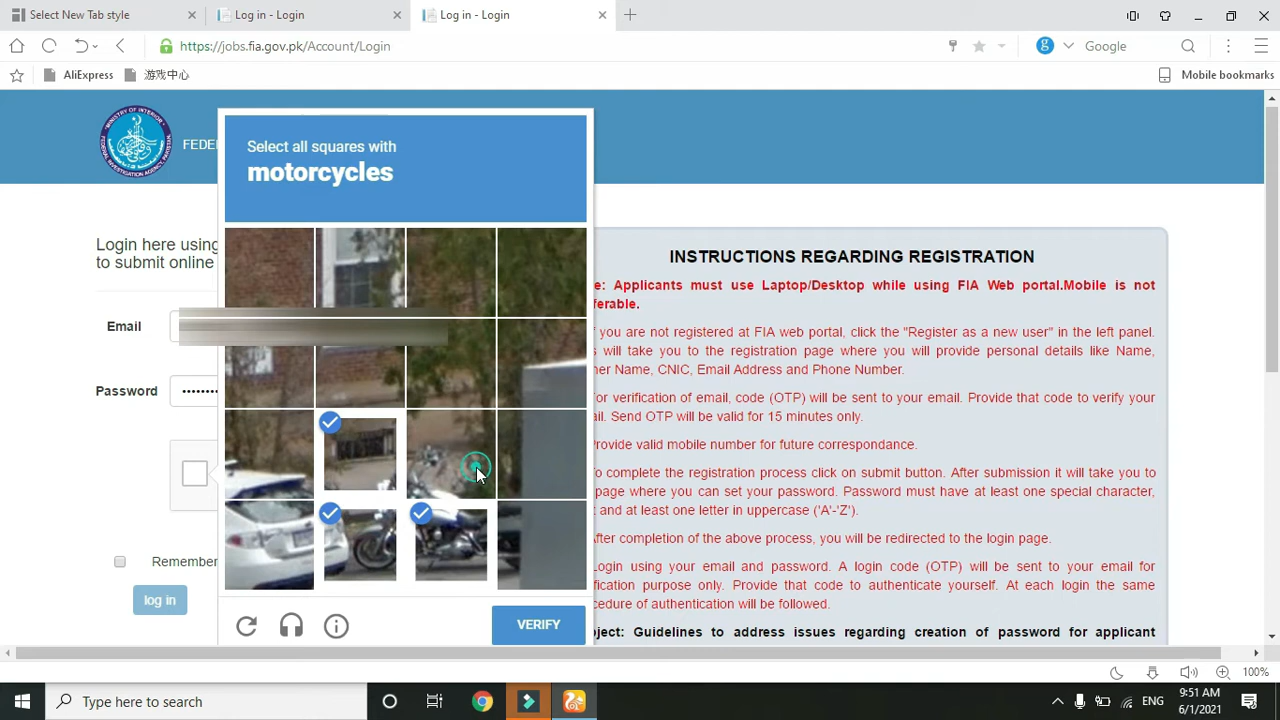 Select New Tab style
Log in - Login
Log in - Login
https://jobs.fia.gov.pk/Account/Login
Google
AliExpress
游戏中心
Mobile bookmarks
FEDE
Select all squares with
motorcycles
Login here using
to submit online
Email
Password
Remember
log in
VERIFY
INSTRUCTIONS REGARDING REGISTRATION
e: Applicants must use Laptop/Desktop while using FIA Web portal.Mobile is not
ferable.
f you are not registered at FIA web portal, click the "Register as a new user" in the left panel.
s will take you to the registration page where you will provide personal details like Name,
her Name, CNIC, Email Address and Phone Number.
for verification of email, code (OTP) will be sent to your email. Provide that code to verify your
ail. Send OTP will be valid for 15 minutes only.
Provide valid mobile number for future correspondance.
To complete the registration process click on submit button. After submission it will take you to
page where you can set your password. Password must have at least one special character,
t and at least one letter in uppercase ('A'-'Z').
After completion of the above process, you will be redirected to the login page.
Login using your email and password. A login code (OTP) will be sent to your email for
ification purpose only. Provide that code to authenticate yourself. At each login the same
cedure of authentication will be followed.
bject: Guidelines to address issues regarding creation of password for applicant
100%
Type here to search
ENG
9:51 AM
6/1/2021